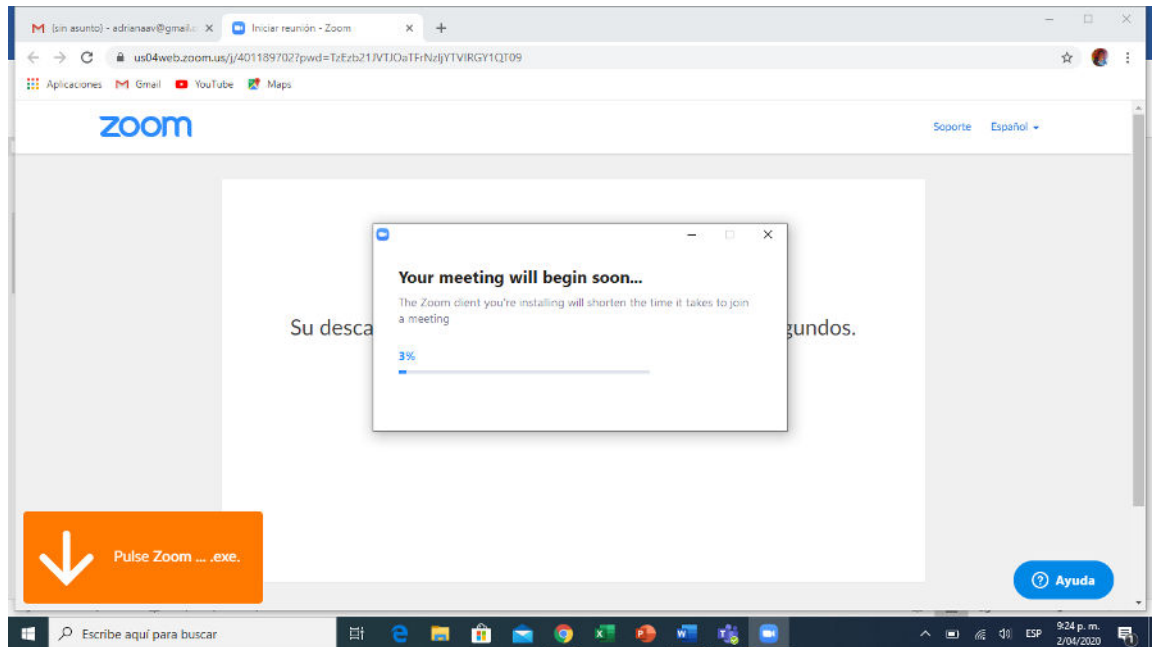 (sin asunto) - adrianaav@gmail.c
Iniciar reunión - Zoom
us04web.zoom.us/j/401189702?pwd=TzEzb21JVTJOaTFrNzljYTVIRGY1QT09
Aplicaciones Gmail YouTube Maps
zoom
Soporte Español
Your meeting will begin soon...
The Zoom client you're installing will shorten the time it takes to join
a meeting
Su desca gundos.
3%
Pulse Zoom ... .exe.
Ayuda
Escribe aquí para buscar
ESP
9:24 p. m.
2/04/2020